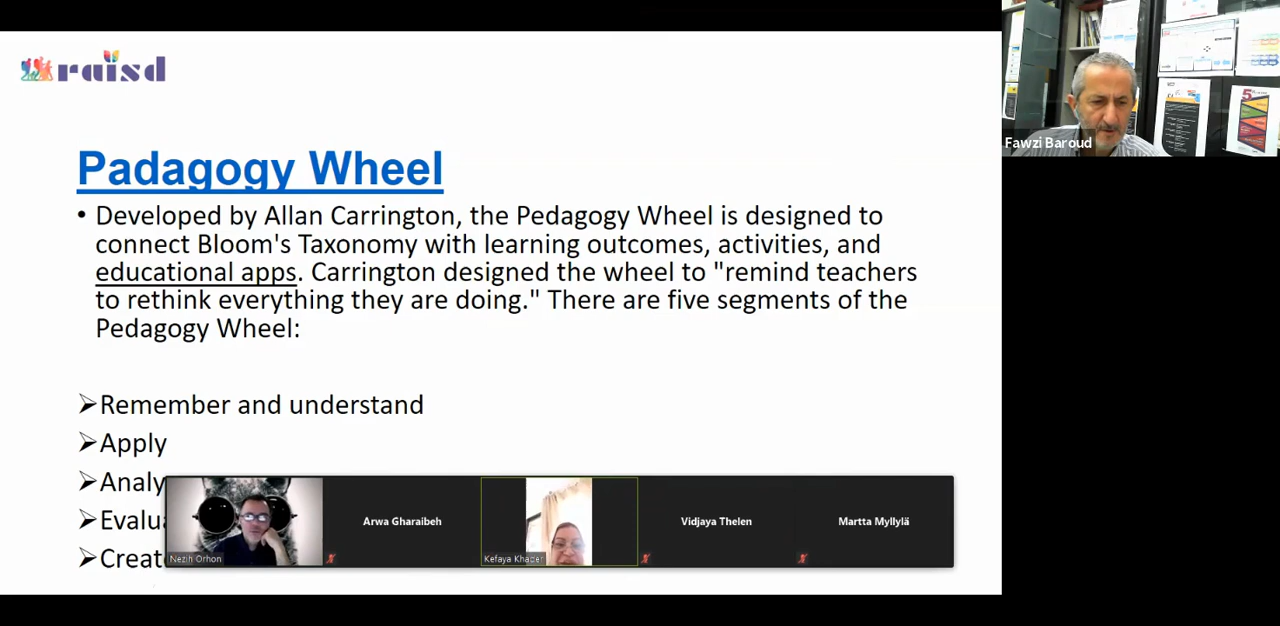 raisd
Padagogy Wheel
• Developed by Allan Carrington, the Pedagogy Wheel is designed to
connect Bloom's Taxonomy with learning outcomes, activities, and
educational apps. Carrington designed the wheel to "remind teachers
to rethink everything they are doing." There are five segments of the
Pedagogy Wheel:
➢Remember and understand
➢Apply
➢Analy
➢Evalua
➢Create
Nezih Orhon
Arwa Gharaibeh
Kefaya Khader
Vidjaya Thelen
Martta Myllylä
Fawzi Baroud